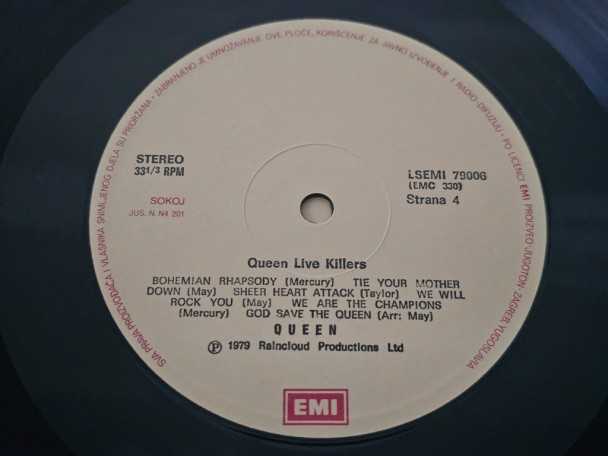 SVA PRAVA PROIZVOĐAČA I VLASNIKA SNIMLJENOG DJELA SU PRIDRŽANA · ZABRANJENO JE UMNOŽAVANJE OVE PLOČE, KORIŠĆENJE ZA JAVNO IZVOĐENJE I RADIO-DIFUZIJU · PO LICENCI EMI PROIZVEO JUGOTON - ZAGREB, YUGOSLAVIA
STEREO
33 1/3 RPM
SOKOJ
JUS. N. N4 201
LSEMI 79006
(EMC 330)
Strana 4
Queen Live Killers
BOHEMIAN RHAPSODY (Mercury) TIE YOUR MOTHER
DOWN (May) SHEER HEART ATTACK (Taylor) WE WILL
ROCK YOU (May) WE ARE THE CHAMPIONS
(Mercury) GOD SAVE THE QUEEN (Arr: May)
QUEEN
Ⓟ 1979 Raincloud Productions Ltd
EMI